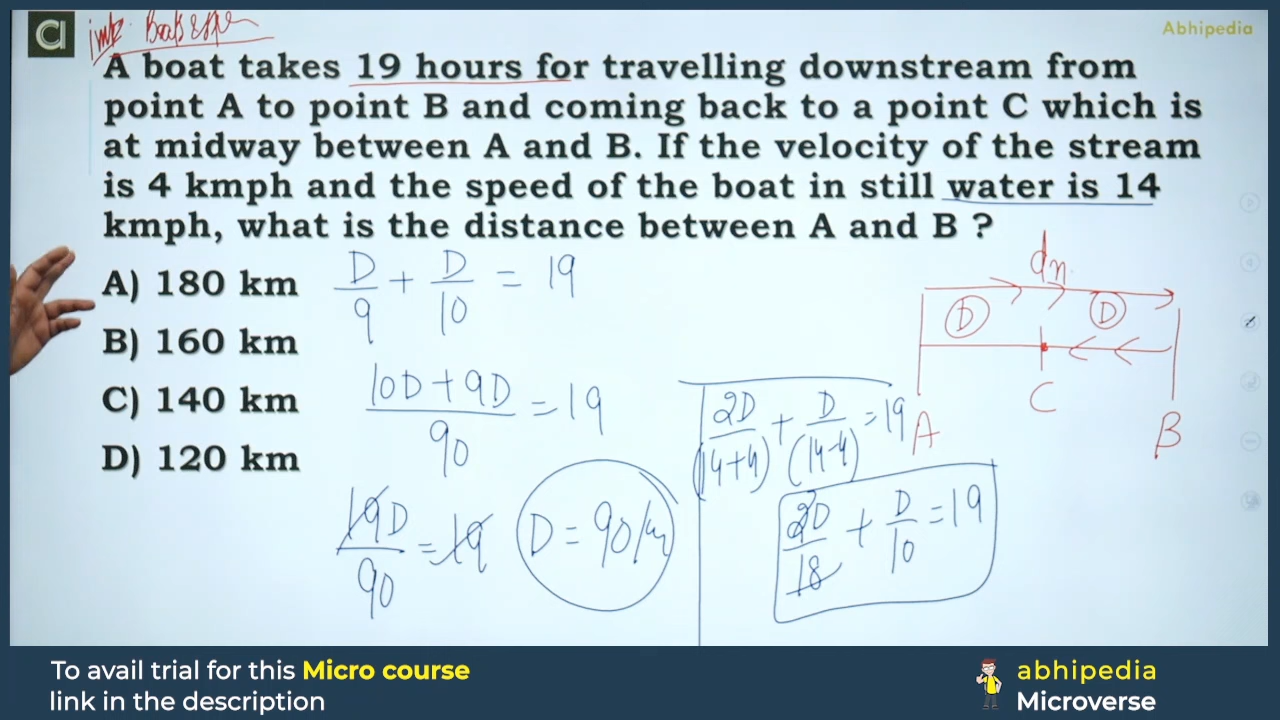 Abhipedia
A boat takes 19 hours for travelling downstream from
point A to point B and coming back to a point C which is
at midway between A and B. If the velocity of the stream
is 4 kmph and the speed of the boat in still water is 14
kmph, what is the distance between A and B ?
A) 180 km
B) 160 km
C) 140 km
D) 120 km
D/9 + D/10 = 19
10D+9D/90 = 19
19D/90 = 19
D = 90 km
2D/(14+4) + D/(14-4) = 19
2D/18 + D/10 = 19
dn
D D
A C B
To avail trial for this Micro course
link in the description
abhipedia
Microverse